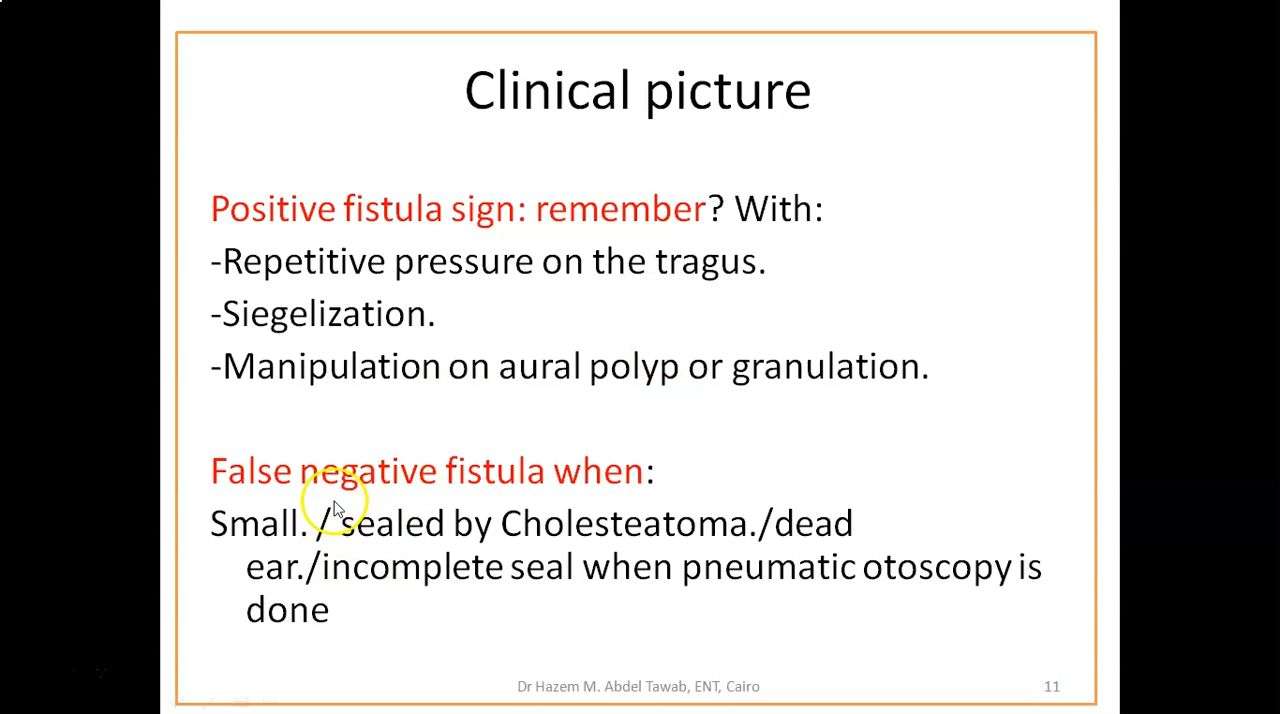 Clinical picture
Positive fistula sign: remember? With:
-Repetitive pressure on the tragus.
-Siegelization.
-Manipulation on aural polyp or granulation.
False negative fistula when:
Small. / sealed by Cholesteatoma./dead
ear./incomplete seal when pneumatic otoscopy is
done
Dr Hazem M. Abdel Tawab, ENT, Cairo
11